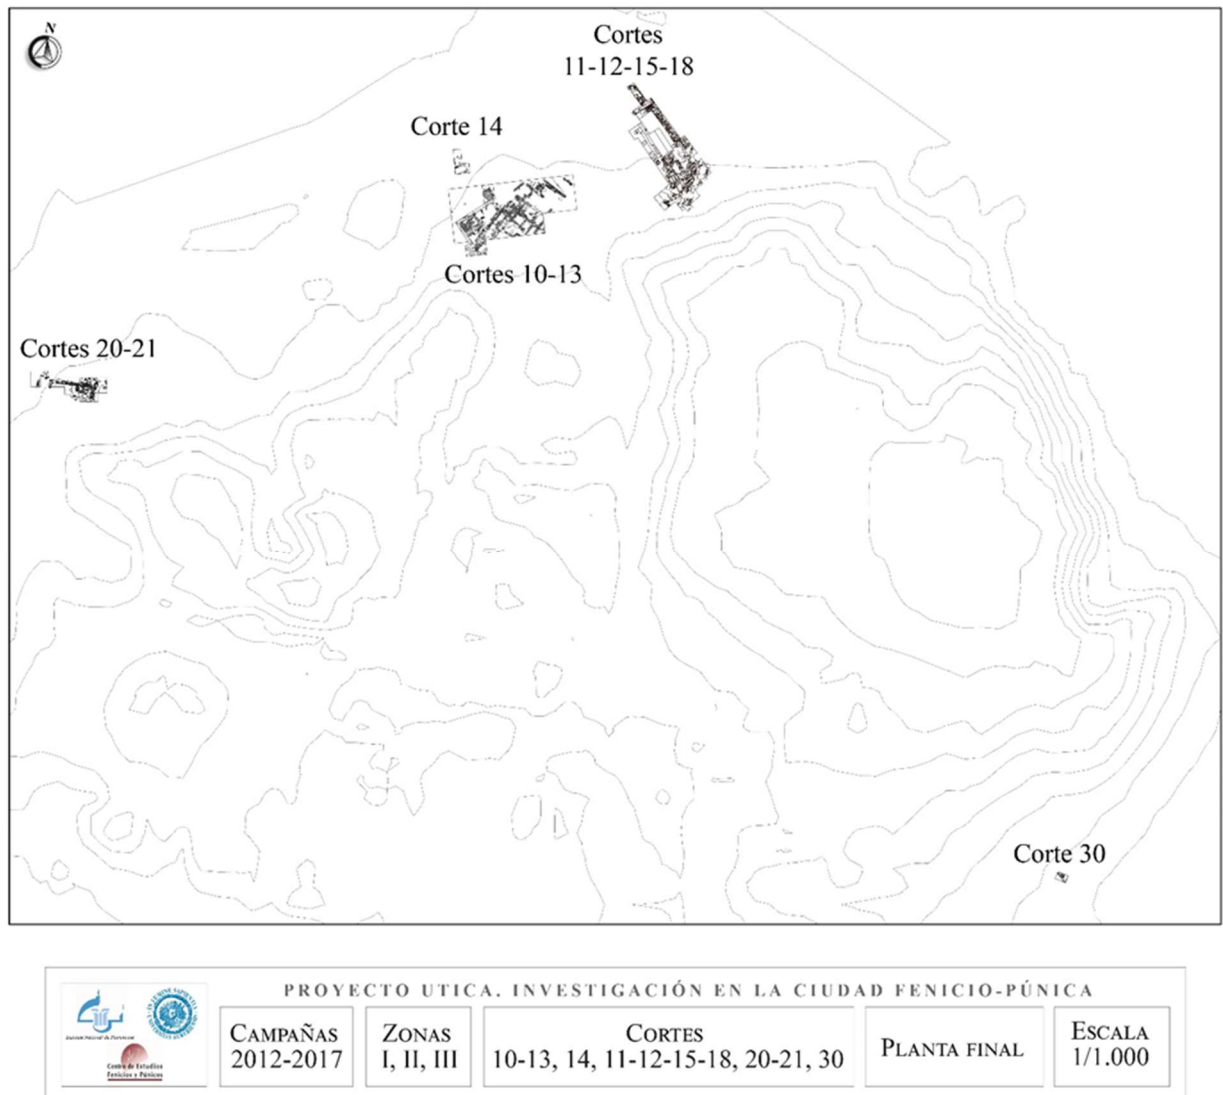 N
Cortes
11-12-15-18
Corte 14
Cortes 10-13
Cortes 20-21
Corte 30
PROYECTO UTICA. INVESTIGACIÓN EN LA CIUDAD FENICIO-PÚNICA
CAMPAÑAS
2012-2017
ZONAS
I, II, III
CORTES
10-13, 14, 11-12-15-18, 20-21, 30
PLANTA FINAL
ESCALA
1/1.000
Centro de Estudios
Fenicios y Púnicos